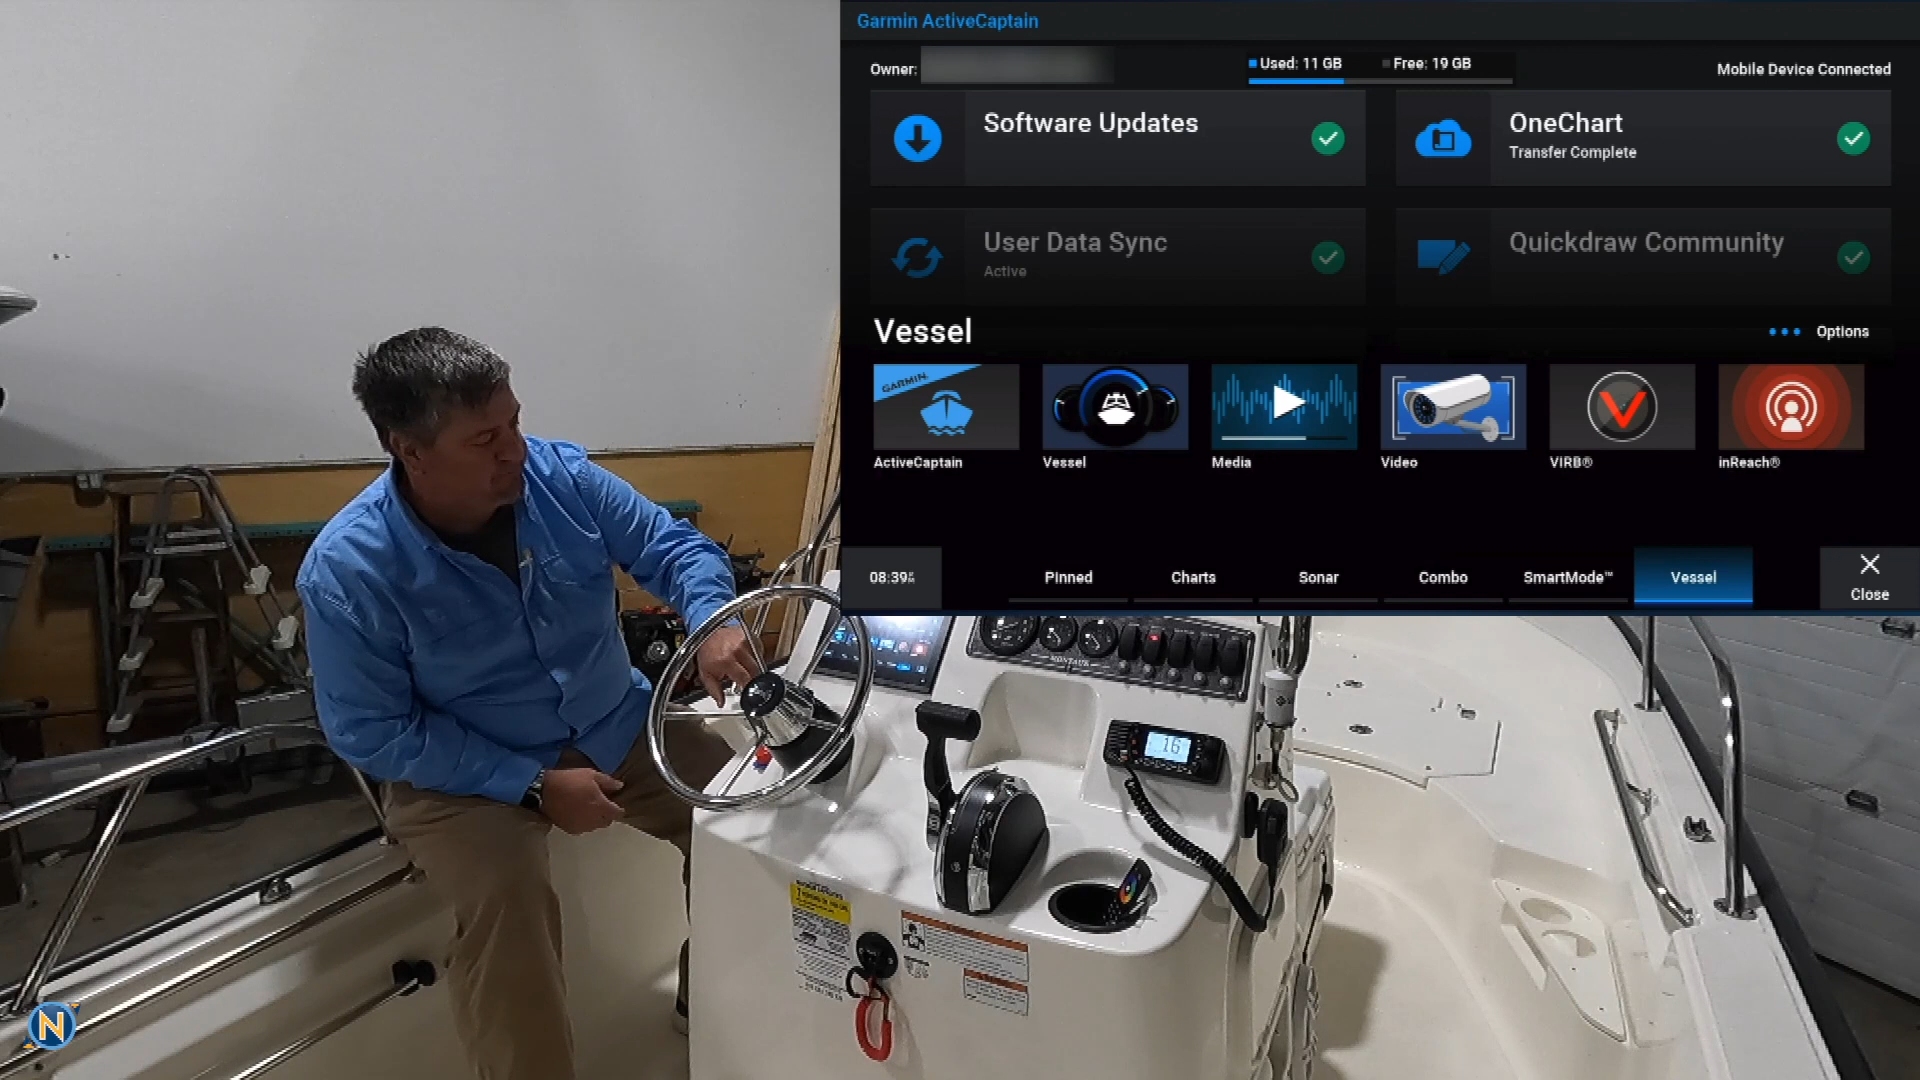 Garmin ActiveCaptain
Owner:
Used: 11 GB
Free: 19 GB
Mobile Device Connected
Software Updates
OneChart
Transfer Complete
User Data Sync
Active
Quickdraw Community
Vessel
Options
GARMIN
ActiveCaptain
Vessel
Media
Video
VIRB®
inReach®
08:39
Pinned
Charts
Sonar
Combo
SmartMode™
Vessel
Close
MONTAUK
16
N